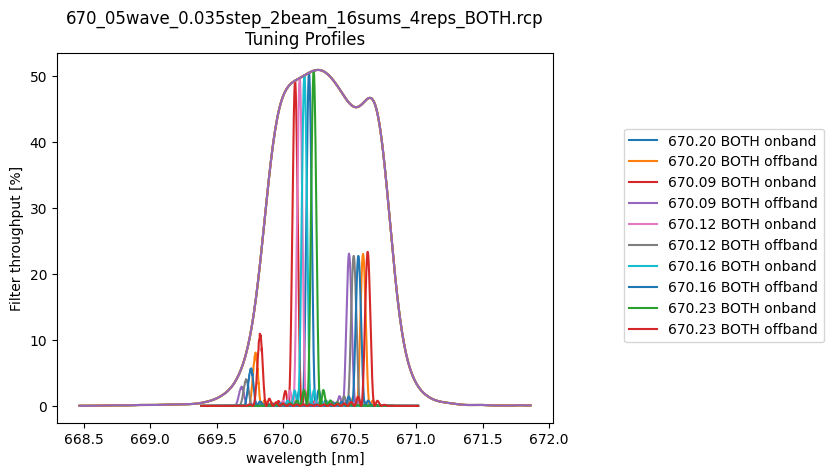 670_05wave_0.035step_2beam_16sums_4reps_BOTH.rcp
Tuning Profiles
Filter throughput [%]
50
40
30
20
10
0
668.5 669.0 669.5 670.0 670.5 671.0 671.5 672.0
wavelength [nm]
670.20 BOTH onband
670.20 BOTH offband
670.09 BOTH onband
670.09 BOTH offband
670.12 BOTH onband
670.12 BOTH offband
670.16 BOTH onband
670.16 BOTH offband
670.23 BOTH onband
670.23 BOTH offband